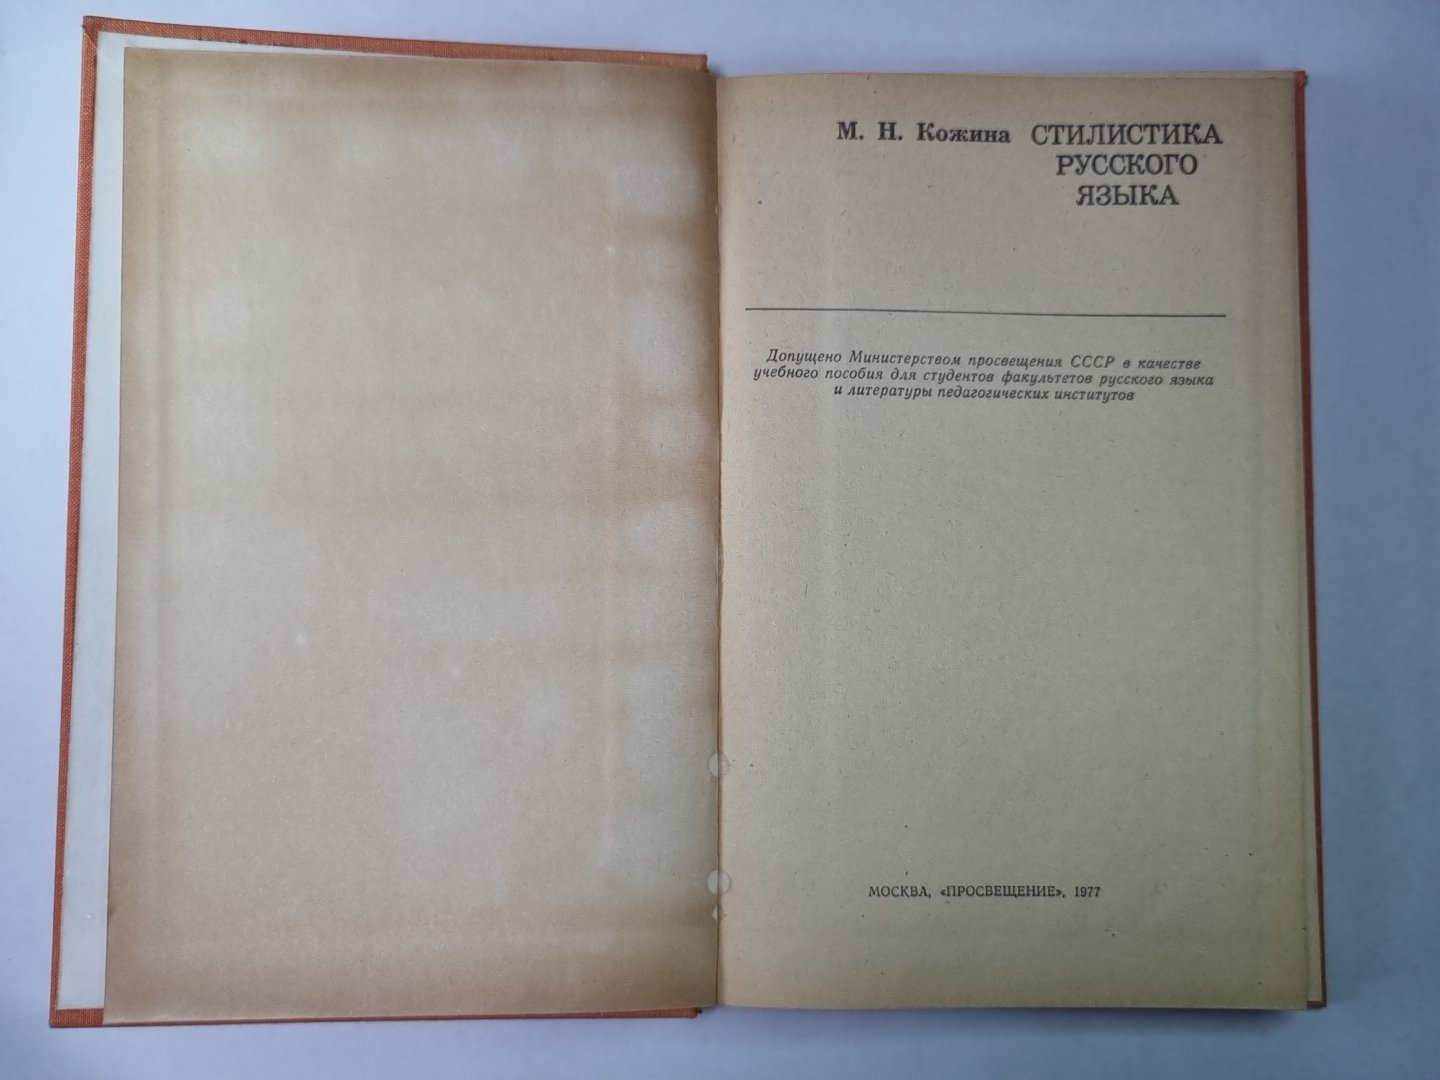 М. Н. Кожина СТИЛИСТИКА
РУССКОГО
ЯЗЫКА
Допущено Министерством просвещения СССР в качестве
учебного пособия для студентов факультетов русского языка
и литературы педагогических институтов
МОСКВА, «ПРОСВЕЩЕНИЕ», 1977